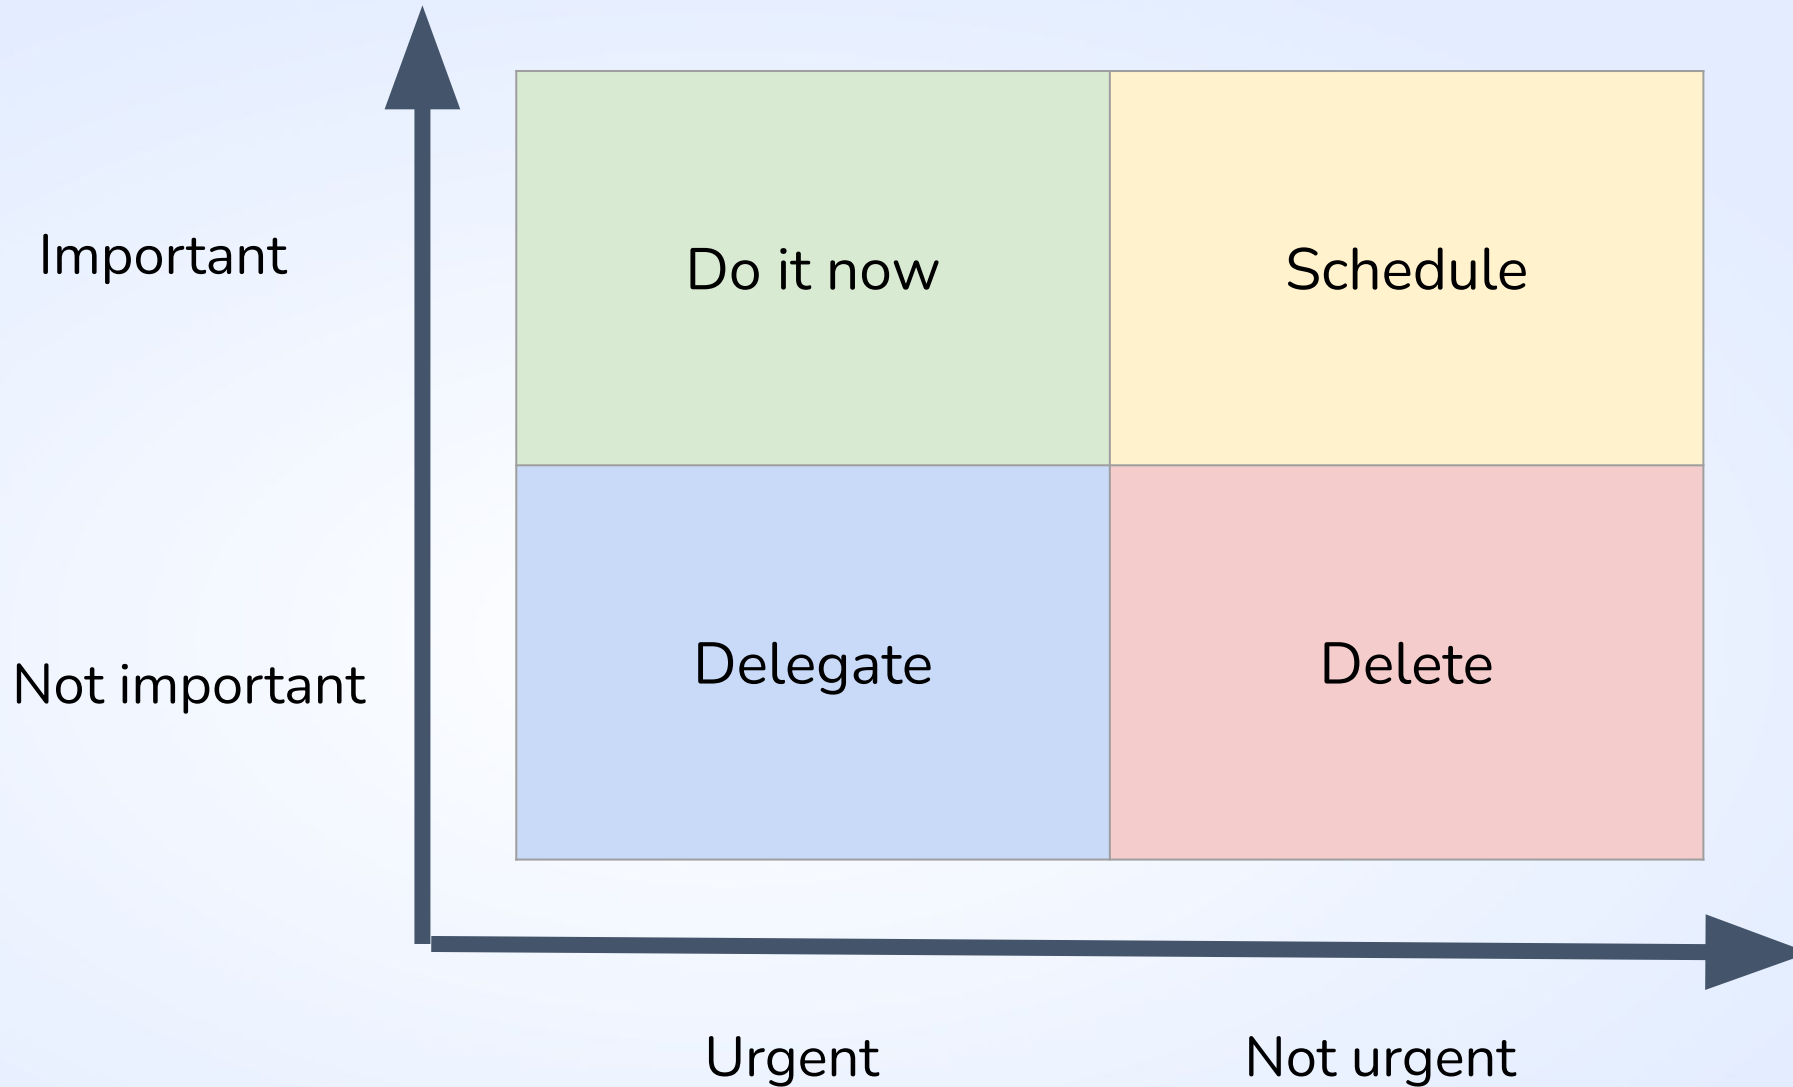 Important
Do it now
Schedule
Not important
Delegate
Delete
Urgent
Not urgent